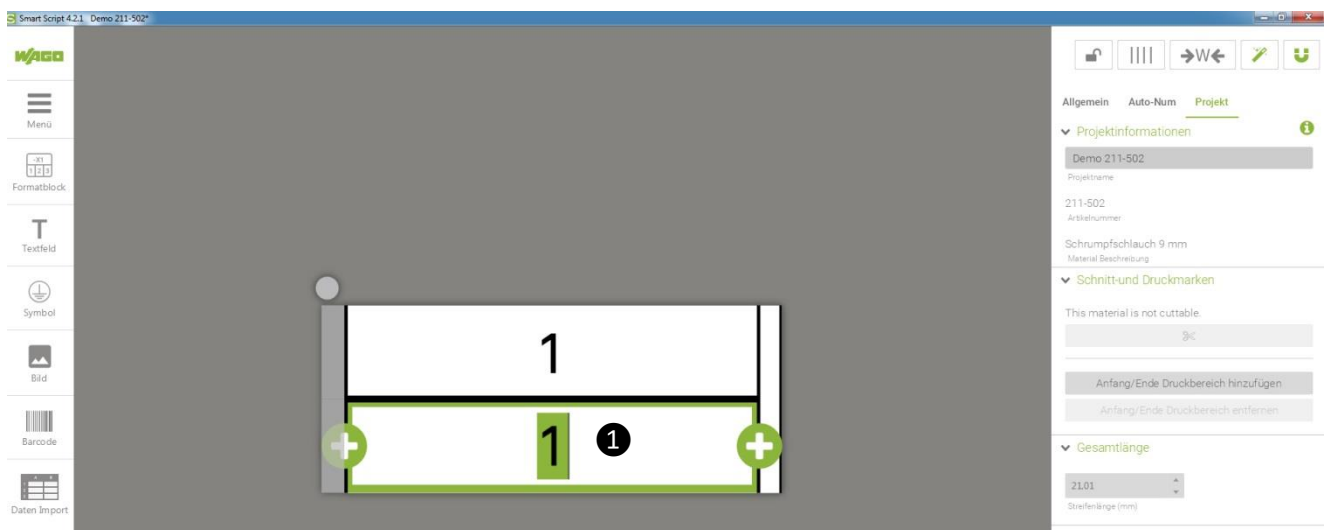 Smart Script 4.2.1 Demo 211-502*
WAGO
Menü
-X1
1 2 3
Formatblock
T
Textfeld
Symbol
Bild
Barcode
Daten Import
1
1
1
W
Allgemein Auto-Num Projekt
Projektinformationen
Demo 211-502
Projektname
211-502
Artikelnummer
Schrumpfschlauch 9 mm
Material Beschreibung
Schnitt-und Druckmarken
This material is not cuttable.
Anfang/Ende Druckbereich hinzufügen
Anfang/Ende Druckbereich entfernen
Gesamtlänge
21.01
Streifenlänge (mm)